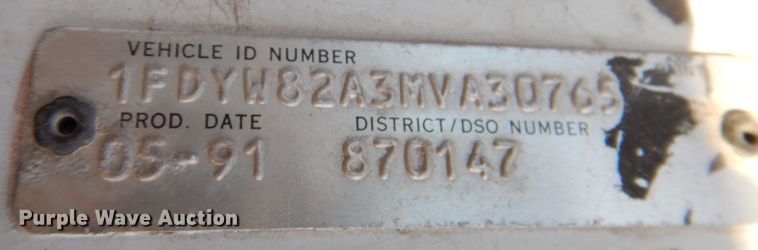 VEHICLE ID NUMBER
1FDYW82A3MVA30765
PROD. DATE DISTRICT/DSO NUMBER
05-91 870147
Purple Wave Auction